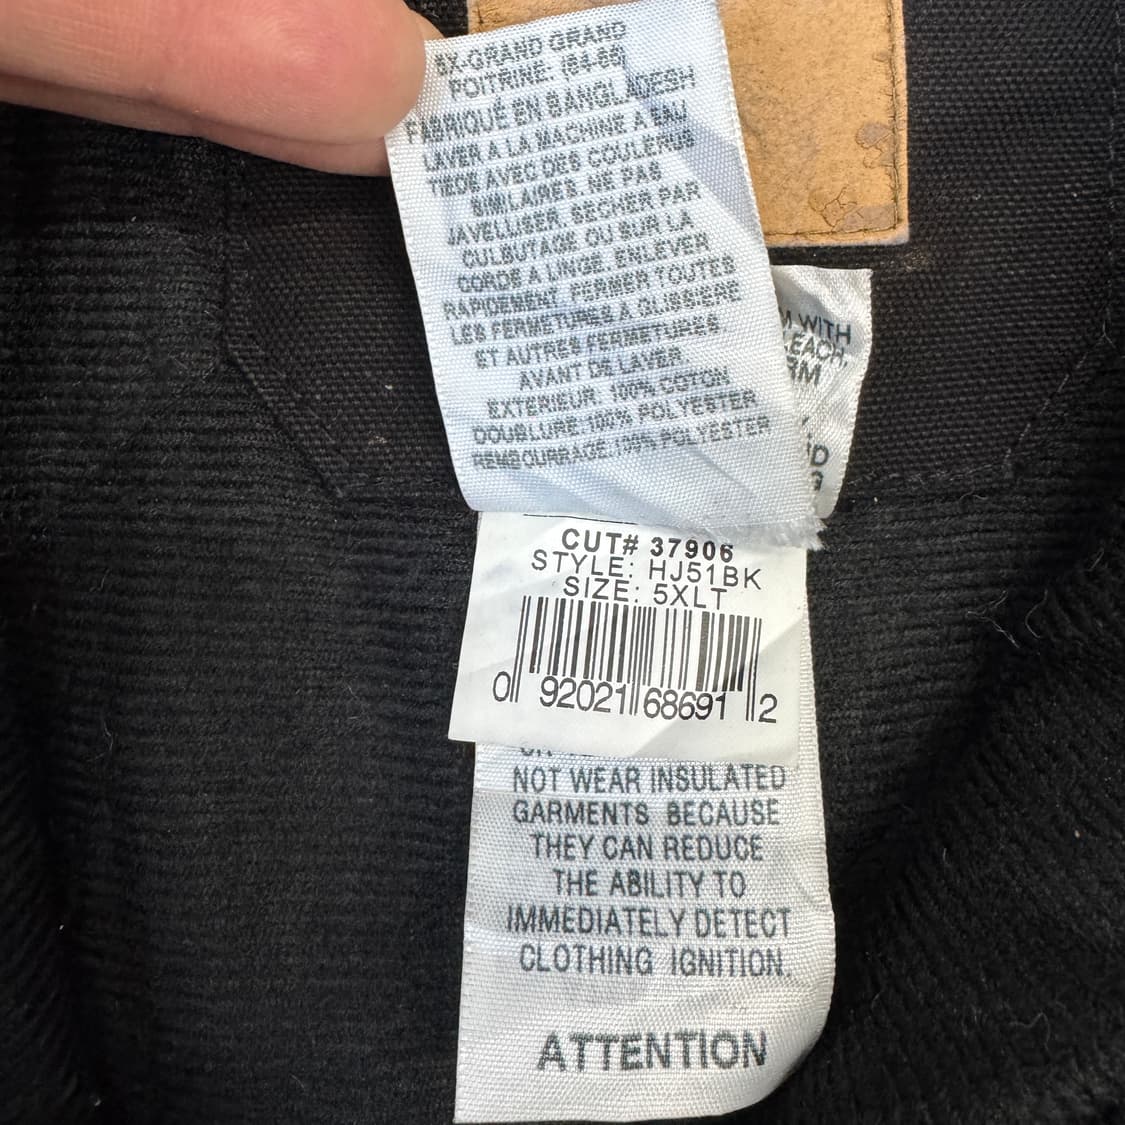 5X-GRAND GRAND
POITRINE: (64-66)
FABRIQUÉ EN BANGLADESH
LAVER A LA MACHINE A EAU
TIEDE AVEC DES COULEURS
SIMILAIRES. NE PAS
JAVELLISER. SECHER PAR
CULBUTAGE OU SUR LA
CORDE A LINGE. ENLEVER
RAPIDEMENT. FERMER TOUTES
LES FERMETURES A GLISSIERE
ET AUTRES FERMETURES
AVANT DE LAVER.
EXTERIEUR: 100% COTON
DOUBLURE: 100% POLYESTER
REMBOURRAGE: 100% POLYESTER
WITH
RM
CUT# 37906
STYLE: HJ51BK
SIZE: 5XLT
0 92021 68691 2
NOT WEAR INSULATED
GARMENTS BECAUSE
THEY CAN REDUCE
THE ABILITY TO
IMMEDIATELY DETECT
CLOTHING IGNITION.
ATTENTION